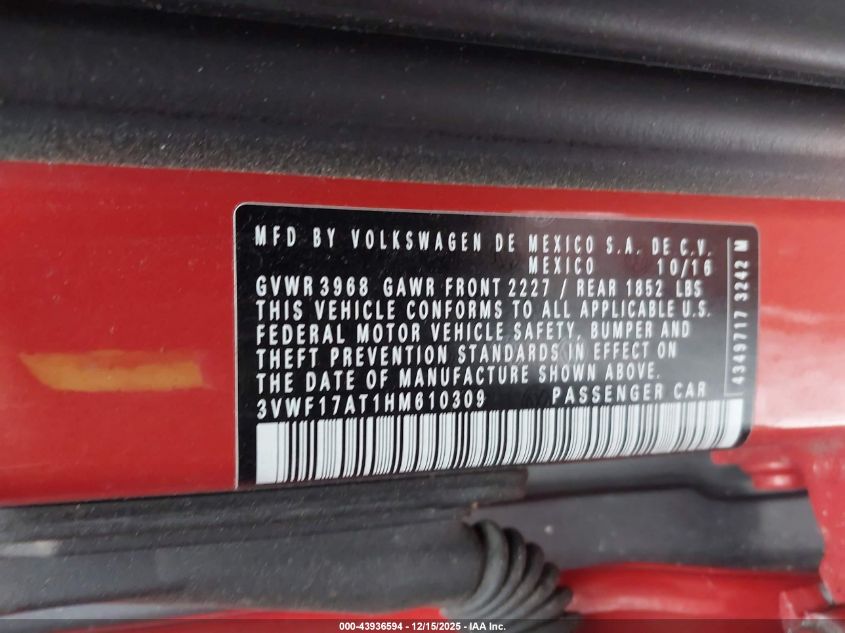 MFD BY VOLKSWAGEN DE MEXICO S.A. DE C.V.
MEXICO 10/16
GVWR 3968 GAWR FRONT 2227 / REAR 1852 LBS
THIS VEHICLE CONFORMS TO ALL APPLICABLE U.S.
FEDERAL MOTOR VEHICLE SAFETY, BUMPER AND
THEFT PREVENTION STANDARDS IN EFFECT ON
THE DATE OF MANUFACTURE SHOWN ABOVE.
3VWF17AT1HM610309 PASSENGER CAR
4349717 3242 M
000-43936594 - 12/15/2025 - IAA Inc.